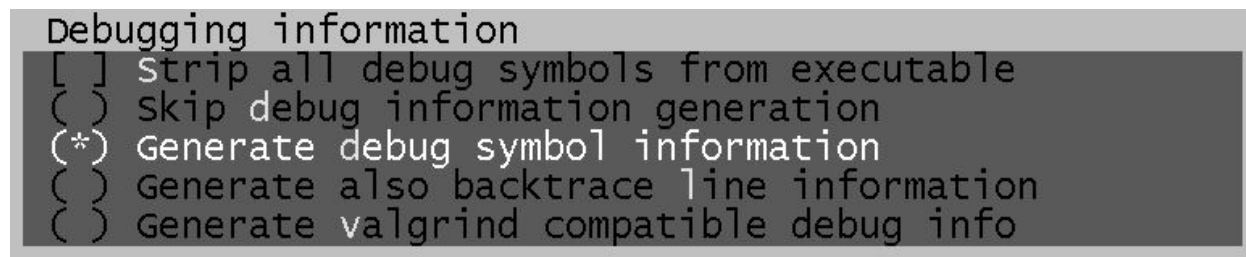 Debugging information
[ ] Strip all debug symbols from executable
( ) Skip debug information generation
(*) Generate debug symbol information
( ) Generate also backtrace line information
( ) Generate valgrind compatible debug info